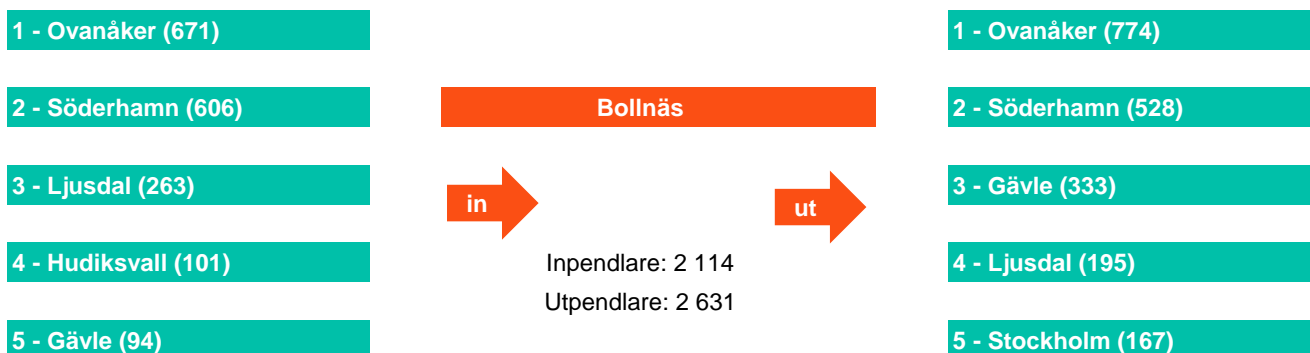 1 - Ovanåker (671)
2 - Söderhamn (606)
3 - Ljusdal (263)
4 - Hudiksvall (101)
5 - Gävle (94)
Bollnäs
in
ut
Inpendlare: 2 114
Utpendlare: 2 631
1 - Ovanåker (774)
2 - Söderhamn (528)
3 - Gävle (333)
4 - Ljusdal (195)
5 - Stockholm (167)